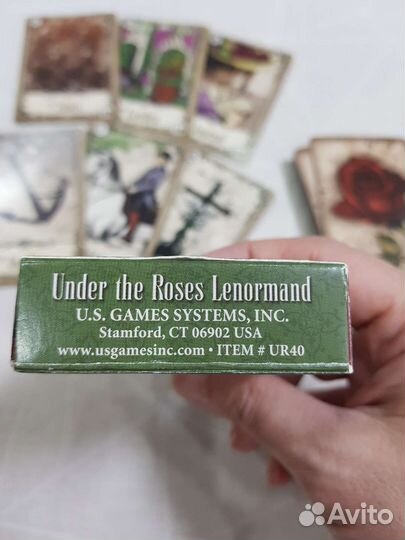 Under the Roses Lenormand
U.S. GAMES SYSTEMS, INC.
Stamford, CT 06902 USA
www.usgamesinc.com • ITEM # UR40
Avito